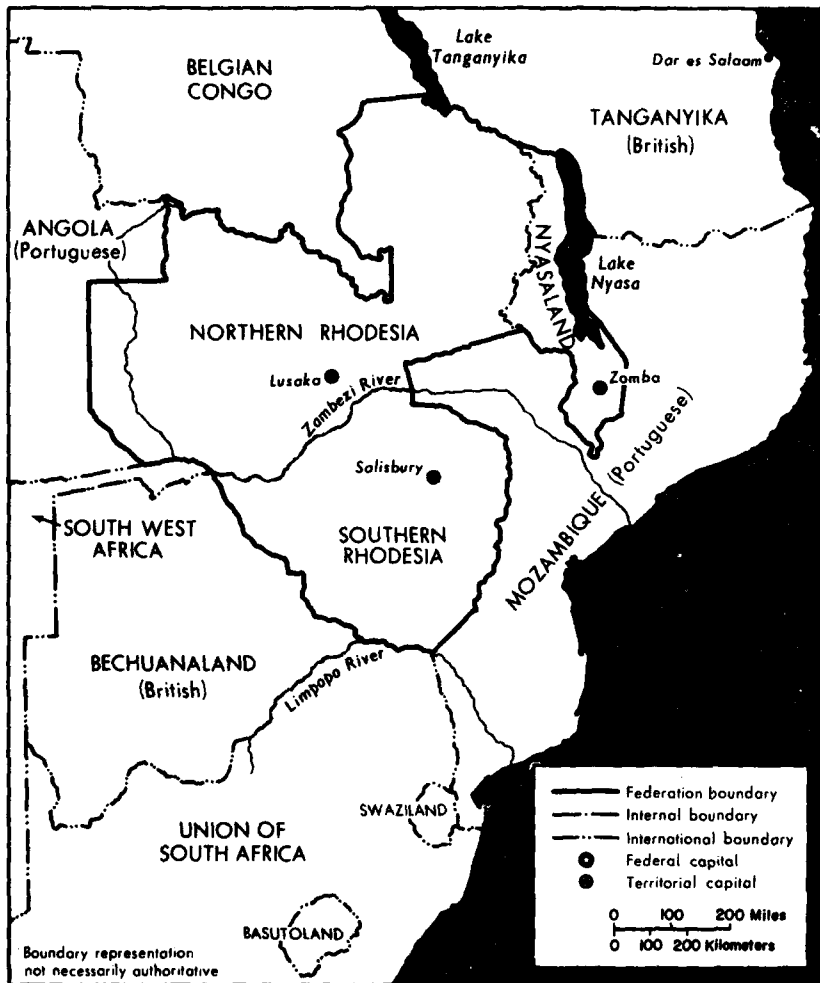 Lake
Tanganyika
Dar es Salaam
BELGIAN
CONGO
TANGANYIKA
(British)
ANGOLA
(Portuguese)
NYASALAND
Lake
Nyasa
NORTHERN RHODESIA
Lusaka
Zambezi River
Zomba
Salisbury
MOZAMBIQUE (Portuguese)
SOUTH WEST
AFRICA
SOUTHERN
RHODESIA
BECHUANALAND
(British)
Limpopo River
SWAZILAND
UNION OF
SOUTH AFRICA
BASUTOLAND
Federation boundary
Internal boundary
International boundary
Federal capital
Territorial capital
0 100 200 Miles
0 100 200 Kilometers
Boundary representation
not necessarily authoritative